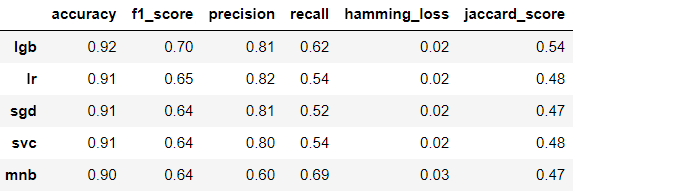 accuracy f1_score precision recall hamming_loss jaccard_score
lgb 0.92 0.70 0.81 0.62 0.02 0.54
lr 0.91 0.65 0.82 0.54 0.02 0.48
sgd 0.91 0.64 0.81 0.52 0.02 0.47
svc 0.91 0.64 0.80 0.54 0.02 0.48
mnb 0.90 0.64 0.60 0.69 0.03 0.47